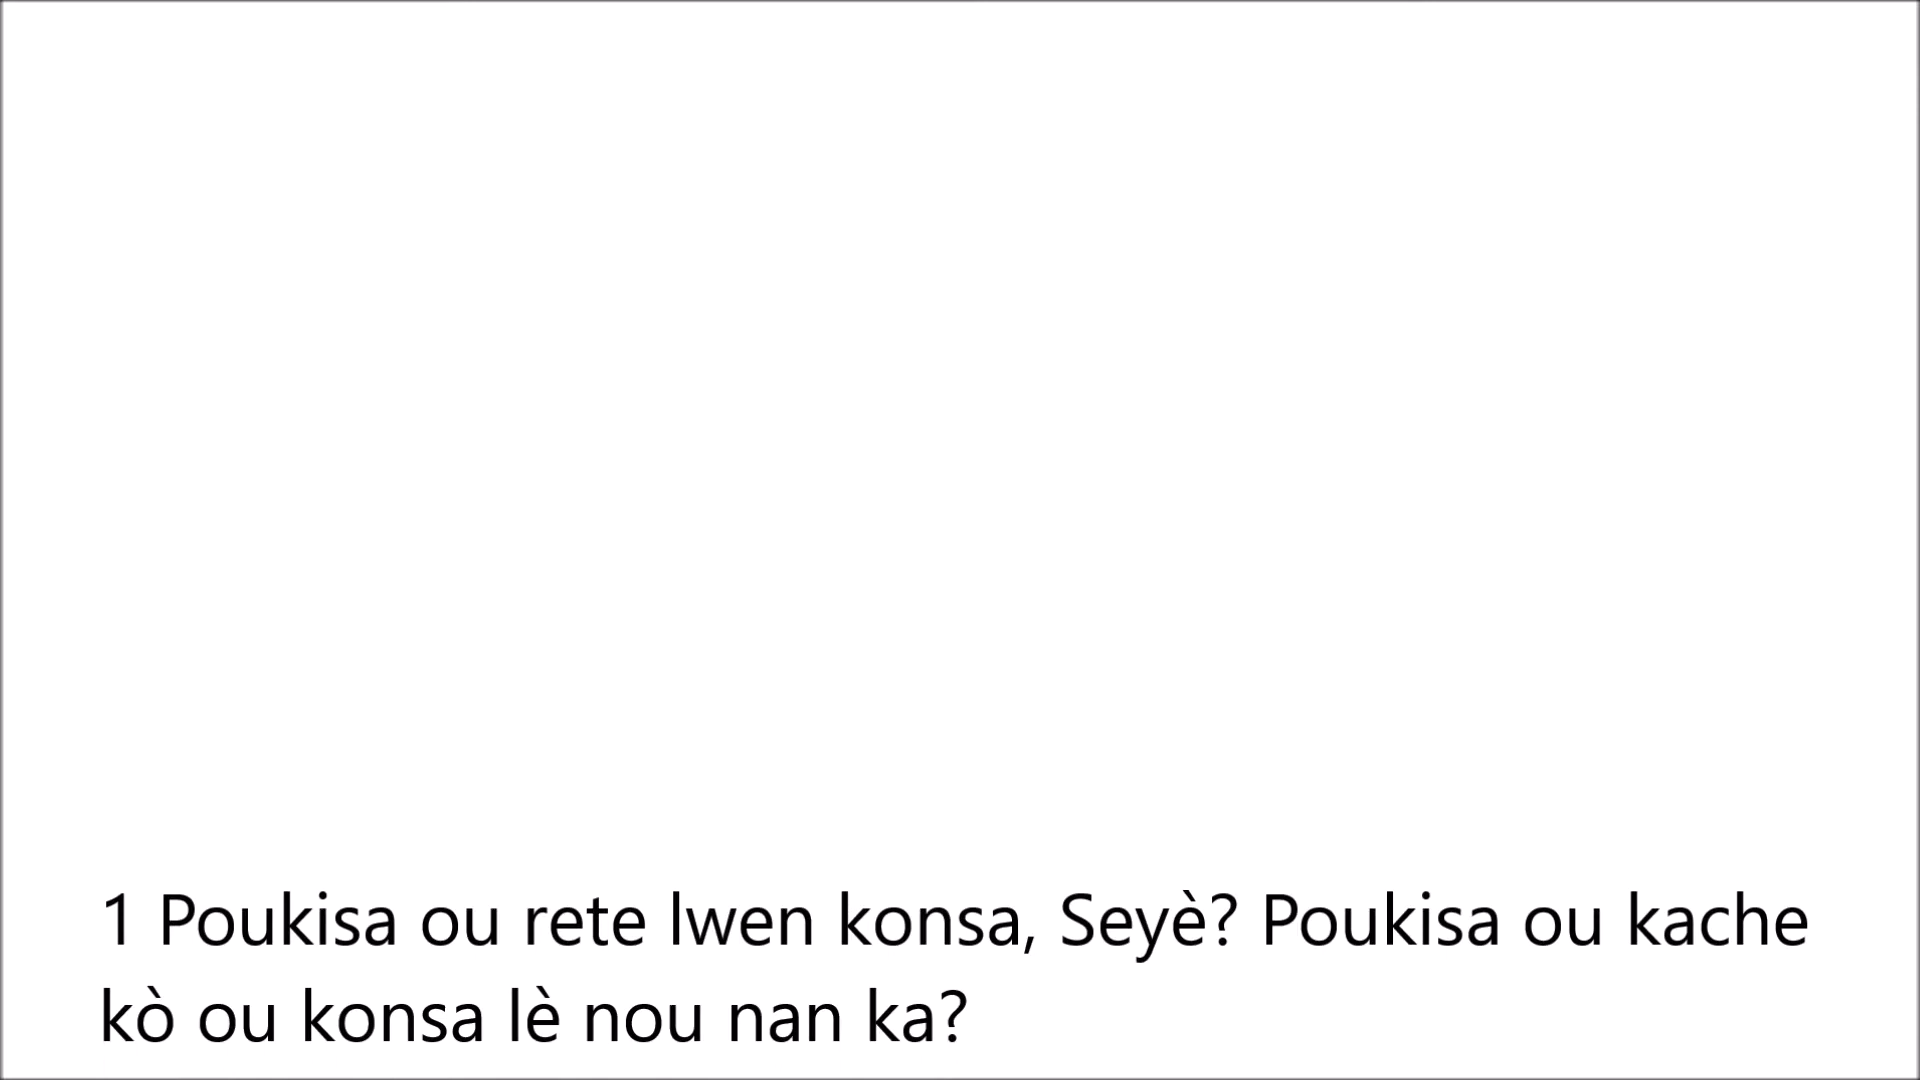 1 Poukisa ou rete lwen konsa, Seyè? Poukisa ou kache
kò ou konsa lè nou nan ka?